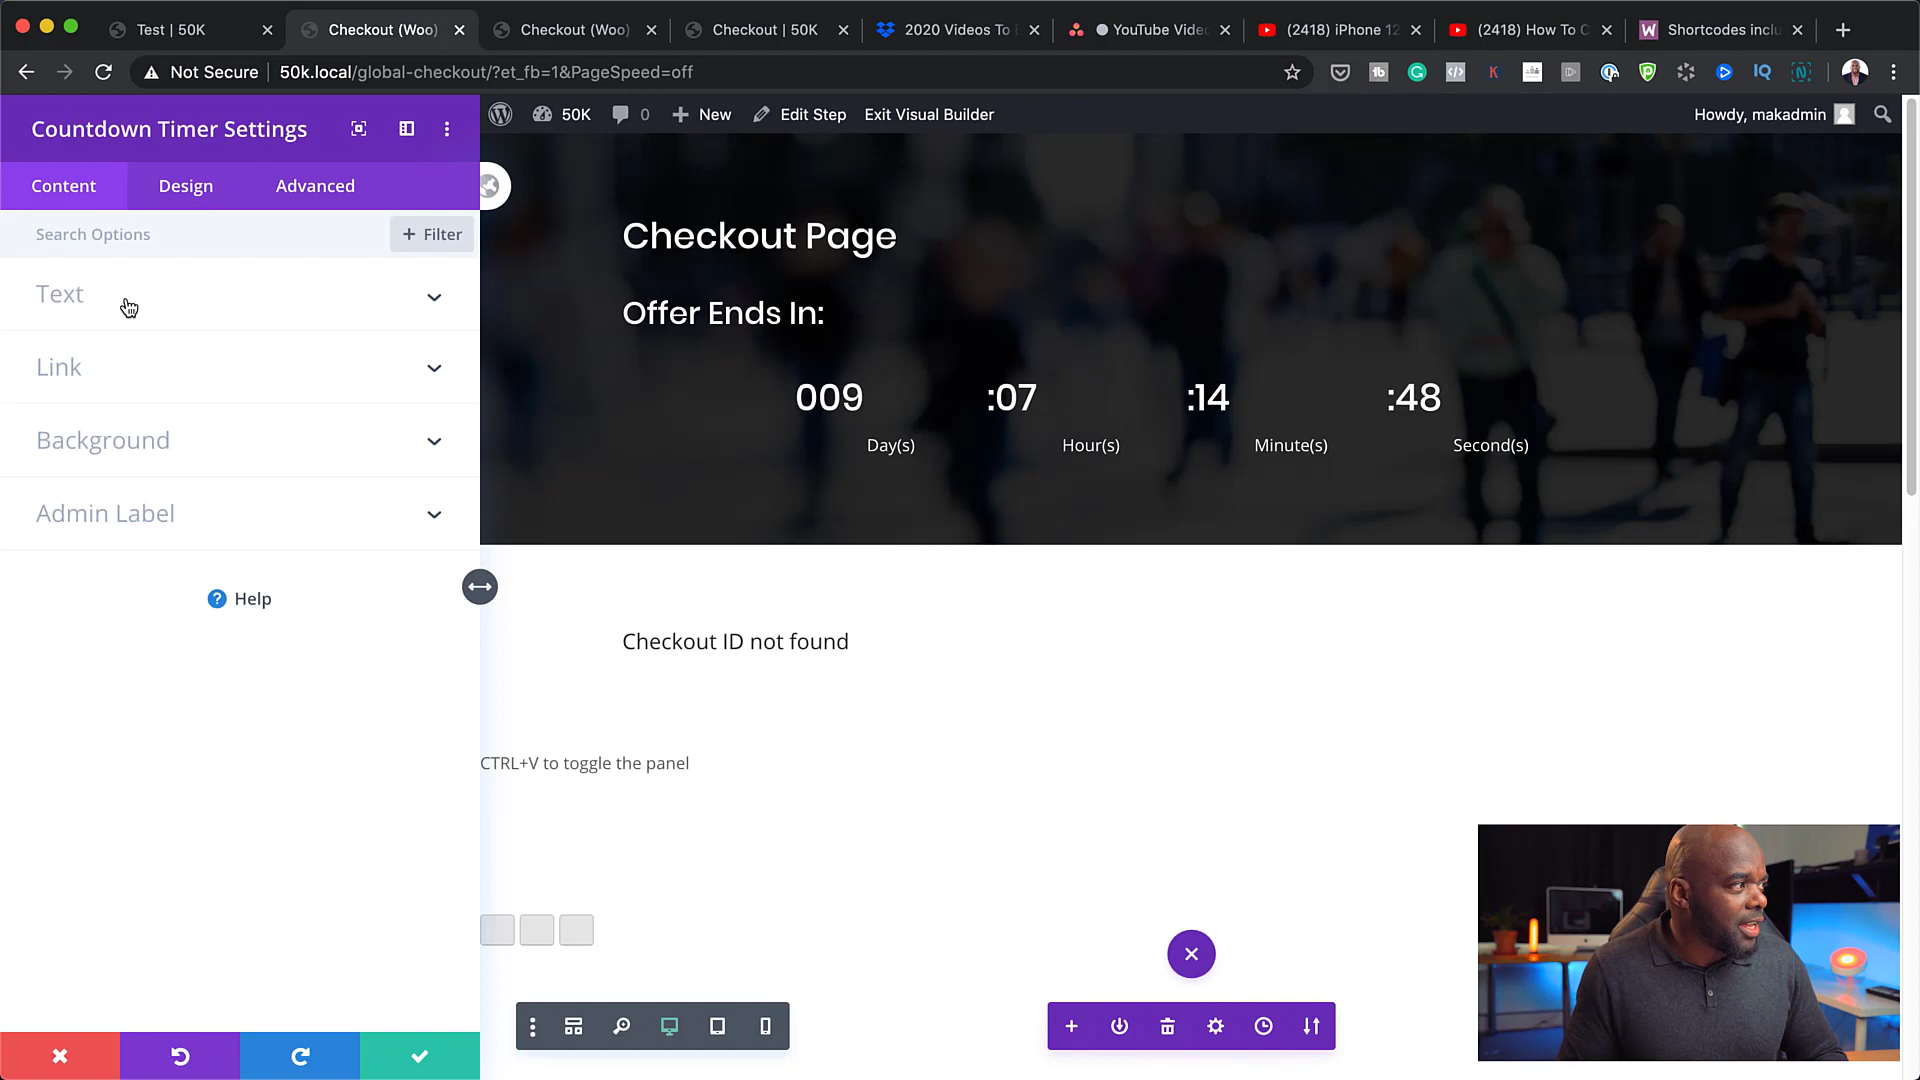 Test | 50K
Checkout (Woo)
Checkout (Woo)
Checkout | 50K
2020 Videos To
YouTube Vide
(2418) iPhone 12
(2418) How To C
Shortcodes inclu
Not Secure
50k.local/global-checkout/?et_fb=1&PageSpeed=off
Countdown Timer Settings
50K
0
New
Edit Step
Exit Visual Builder
Howdy, makadmin
Content
Design
Advanced
Search Options
+ Filter
Text
Link
Background
Admin Label
Help
Checkout Page
Offer Ends In:
009 :07 :14 :48
Day(s) Hour(s) Minute(s) Second(s)
Checkout ID not found
CTRL+V to toggle the panel